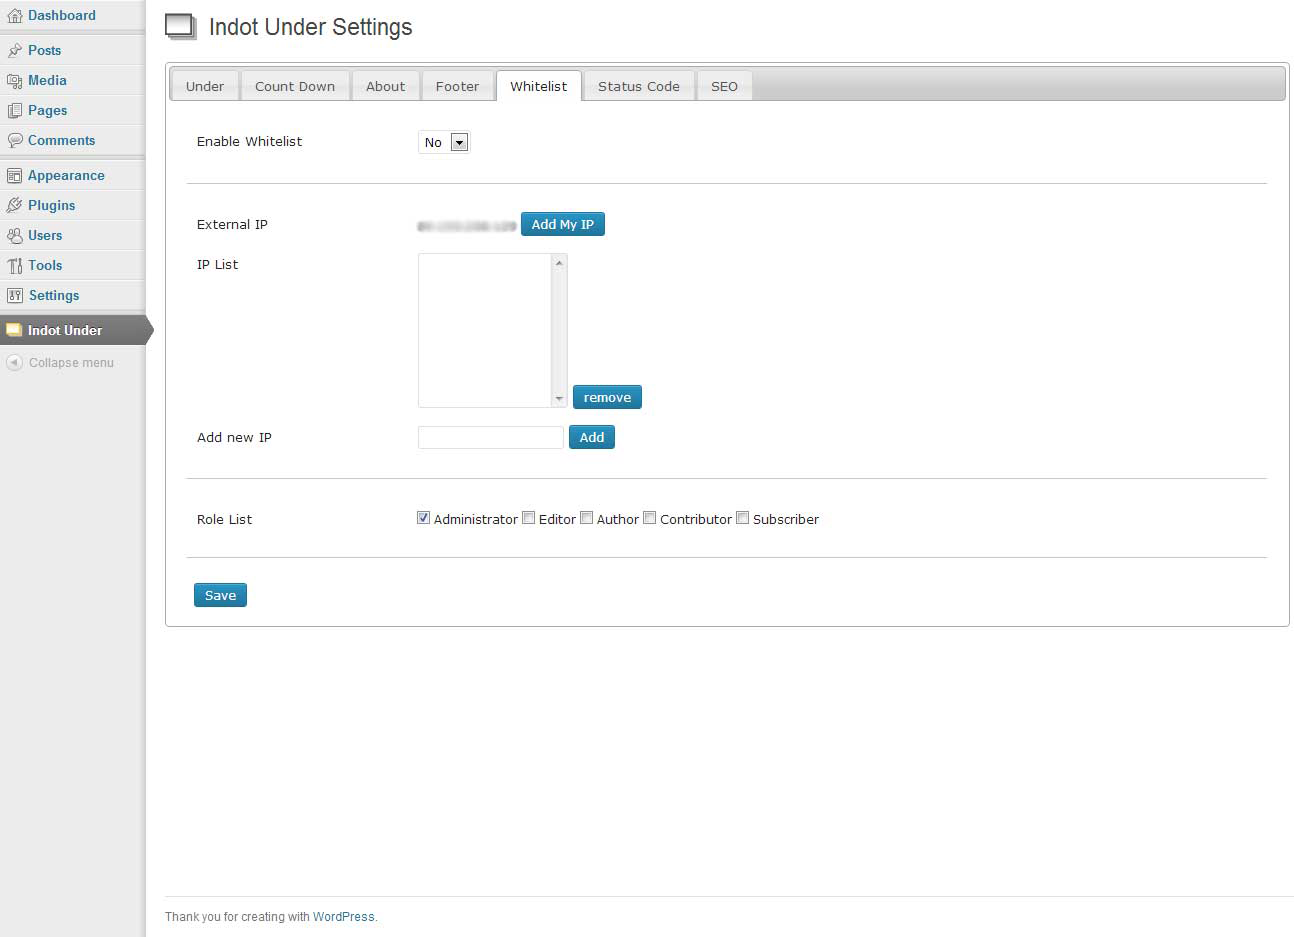 Dashboard
Posts
Media
Pages
Comments
Appearance
Plugins
Users
Tools
Settings
Indot Under
Collapse menu
Indot Under Settings
Under Count Down About Footer Whitelist Status Code SEO
Enable Whitelist No
External IP Add My IP
IP List
remove
Add new IP Add
Role List Administrator Editor Author Contributor Subscriber
Save
Thank you for creating with WordPress.